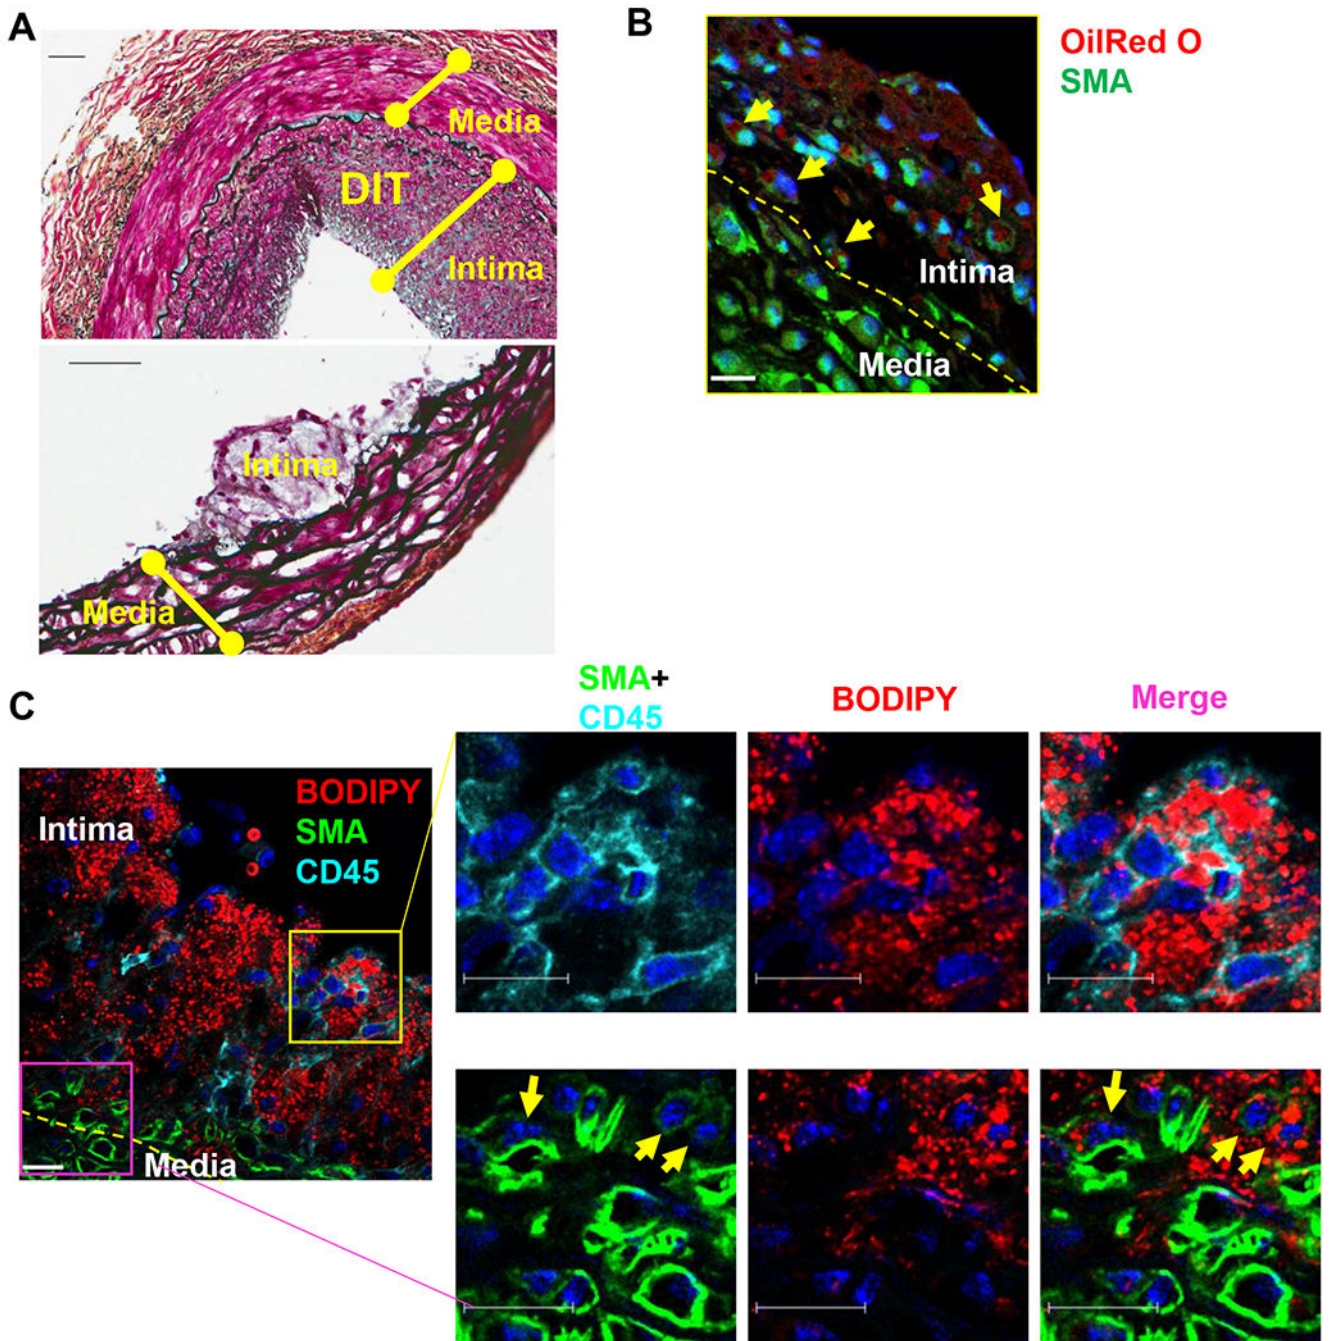 A
Media
DIT
Intima
Intima
Media
B
OilRed O
SMA
Intima
Media
C
SMA+
CD45
BODIPY
Merge
BODIPY
SMA
CD45
Intima
Media